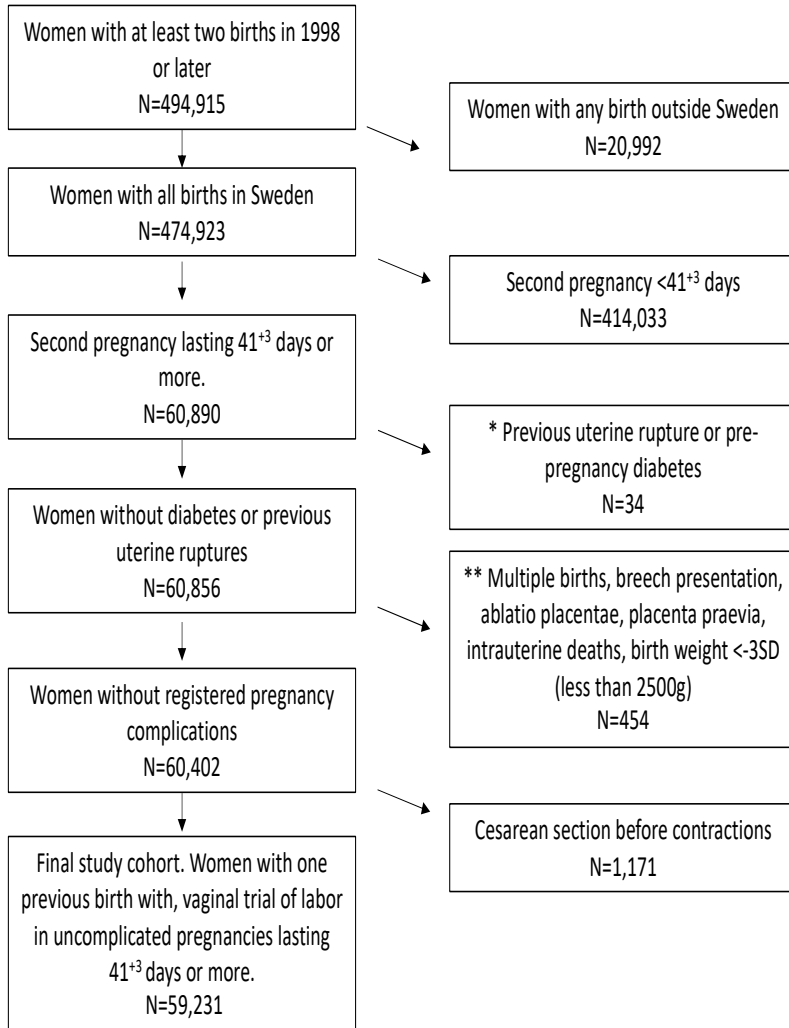 Women with at least two births in 1998
or later
N=494,915
Women with any birth outside Sweden
N=20,992
Women with all births in Sweden
N=474,923
Second pregnancy <41+3 days
N=414,033
Second pregnancy lasting 41+3 days or
more.
N=60,890
* Previous uterine rupture or pre-
pregnancy diabetes
N=34
Women without diabetes or previous
uterine ruptures
N=60,856
** Multiple births, breech presentation,
ablatio placentae, placenta praevia,
intrauterine deaths, birth weight <-3SD
(less than 2500g)
N=454
Women without registered pregnancy
complications
N=60,402
Cesarean section before contractions
N=1,171
Final study cohort. Women with one
previous birth with, vaginal trial of labor
in uncomplicated pregnancies lasting
41+3 days or more.
N=59,231